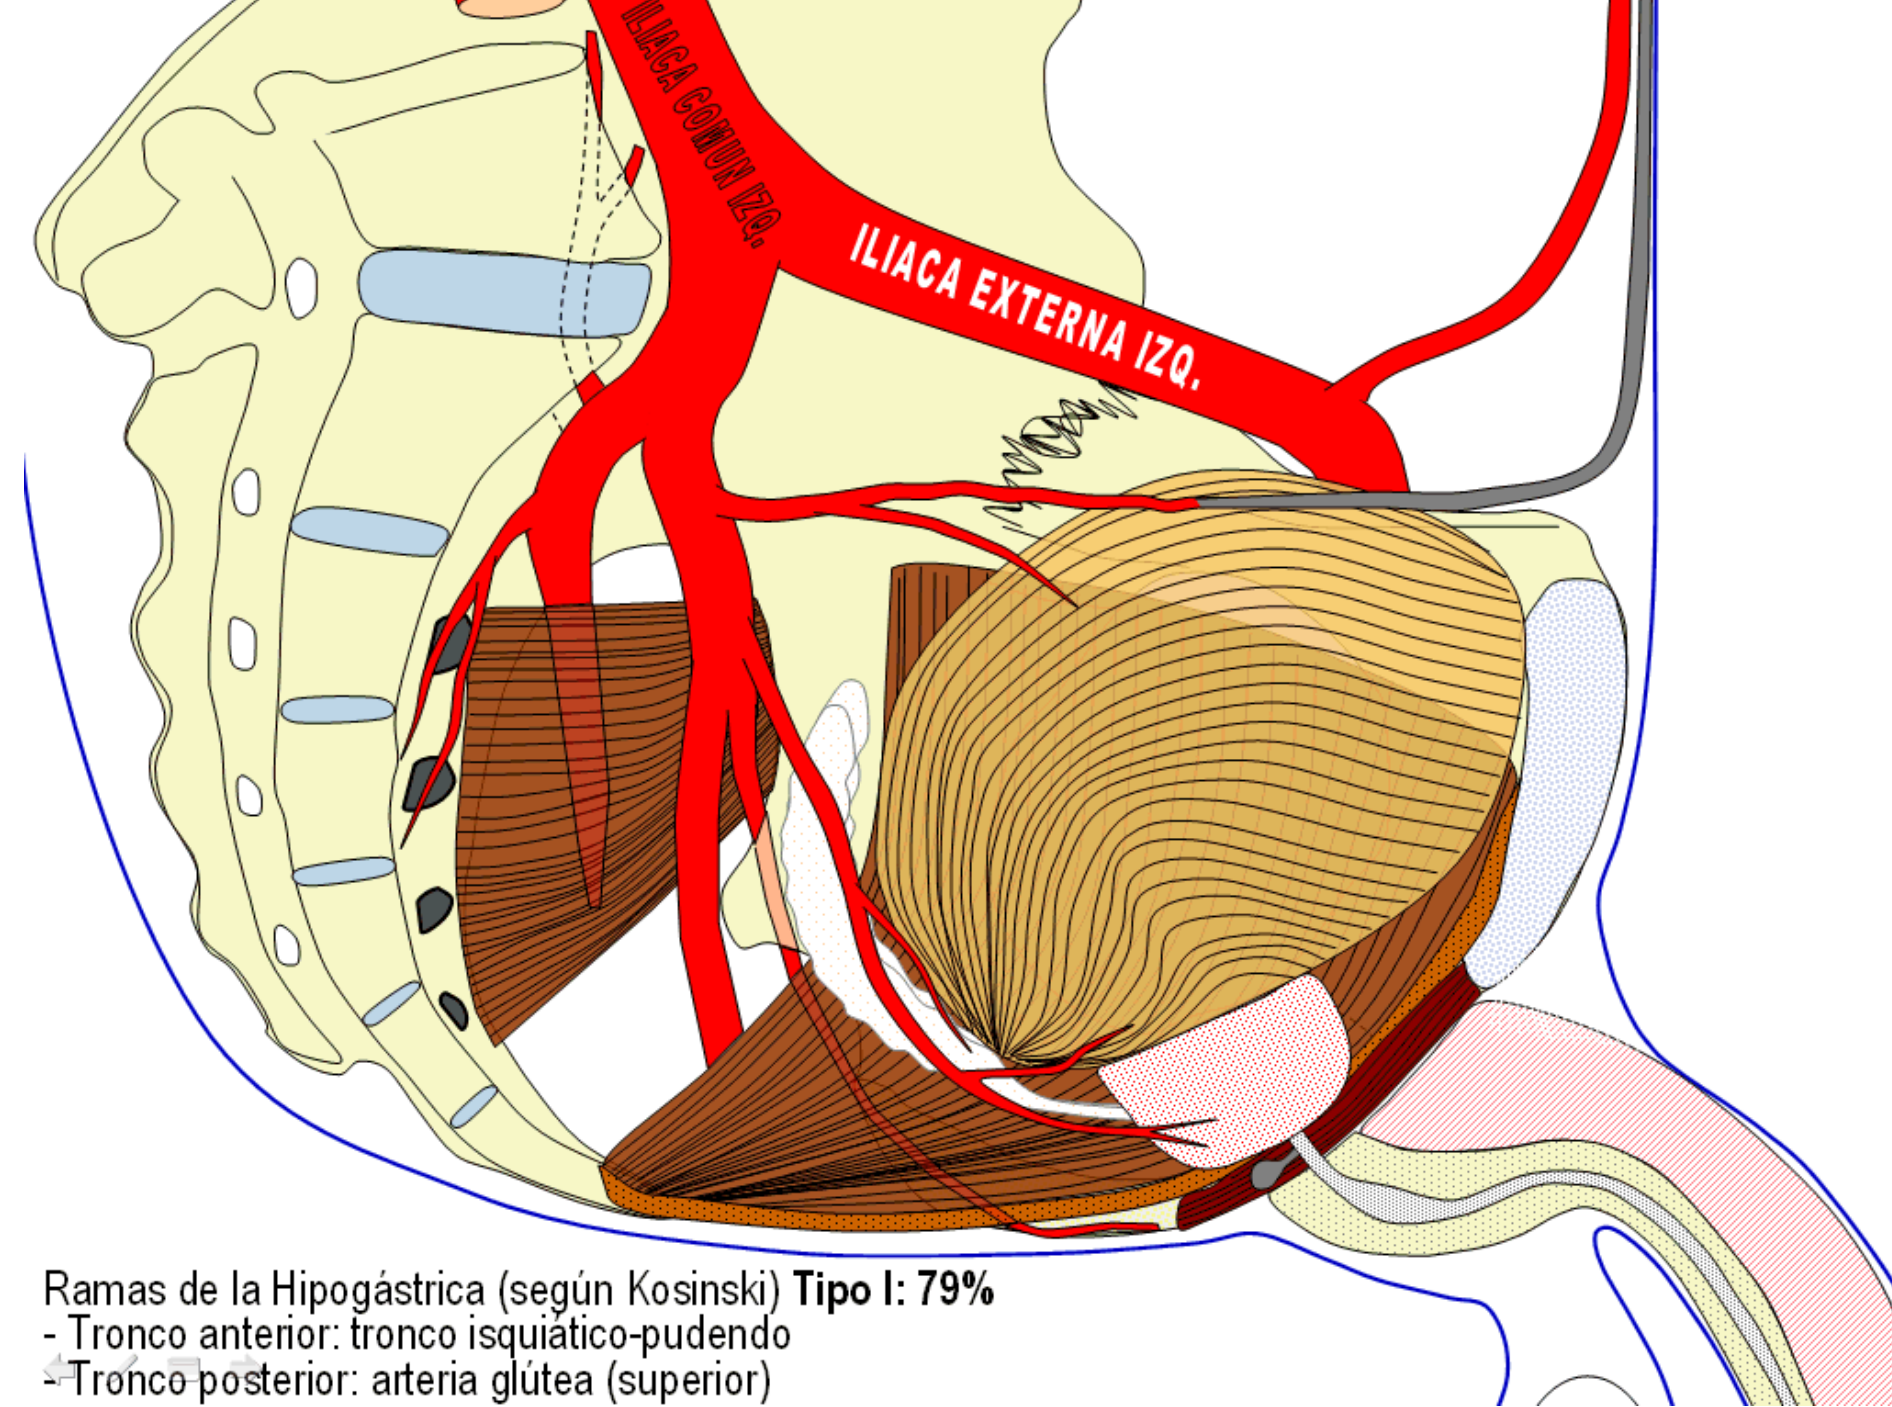 ILIACA COMUN IZQ.
ILIACA EXTERNA IZQ.
Ramas de la Hipogástrica (según Kosinski) Tipo I: 79%
- Tronco anterior: tronco isquiático-pudendo
- Tronco posterior: arteria glútea (superior)